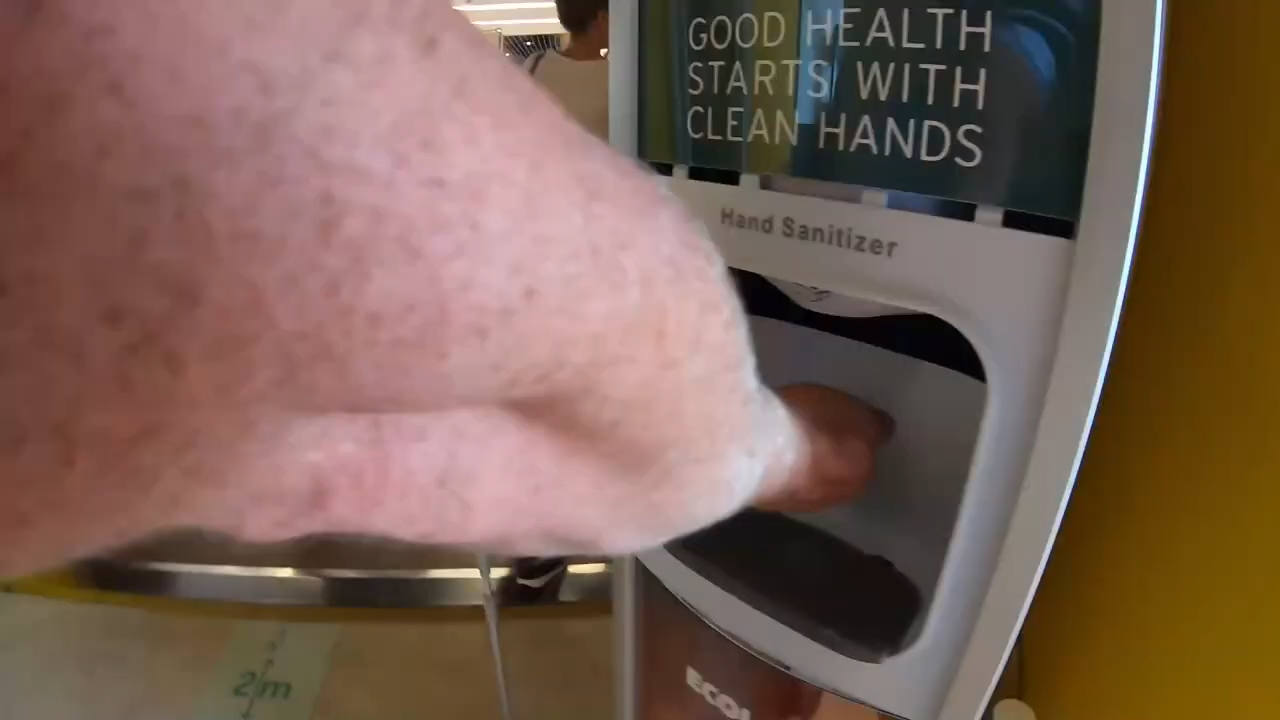 GOOD HEALTH
STARTS WITH
CLEAN HANDS
Hand Sanitizer
2m